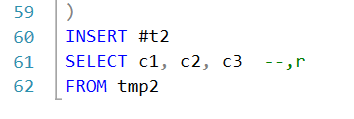 59 )
60 INSERT #t2
61 SELECT c1, c2, c3  --,r
62 FROM tmp2